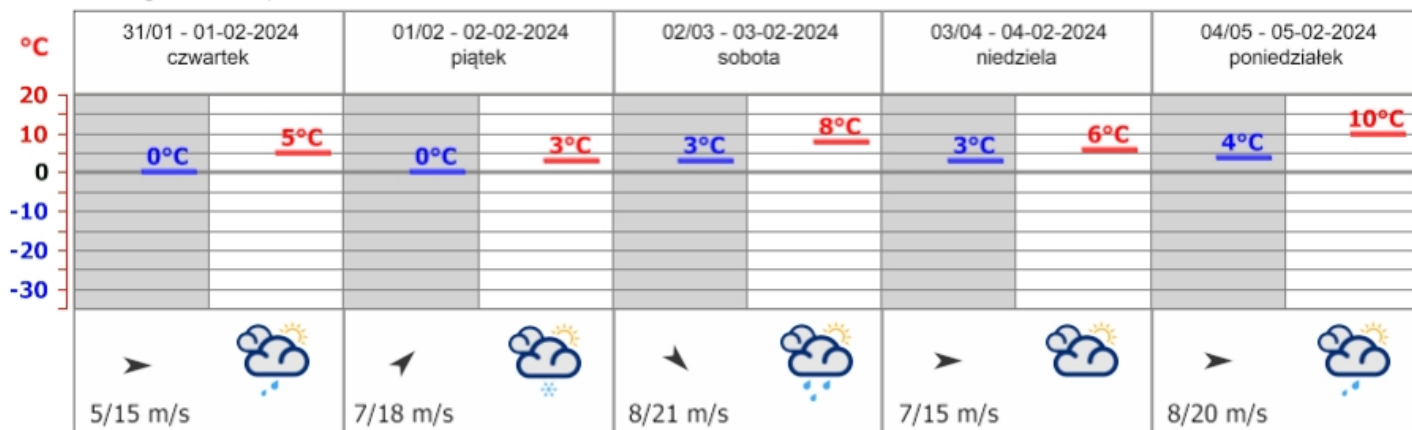 °C
31/01 - 01-02-2024
czwartek
01/02 - 02-02-2024
piątek
02/03 - 03-02-2024
sobota
03/04 - 04-02-2024
niedziela
04/05 - 05-02-2024
poniedziałek
20
10
0
-10
-20
-30
0°C
5°C
0°C
3°C
3°C
8°C
3°C
6°C
4°C
10°C
5/15 m/s
7/18 m/s
8/21 m/s
7/15 m/s
8/20 m/s